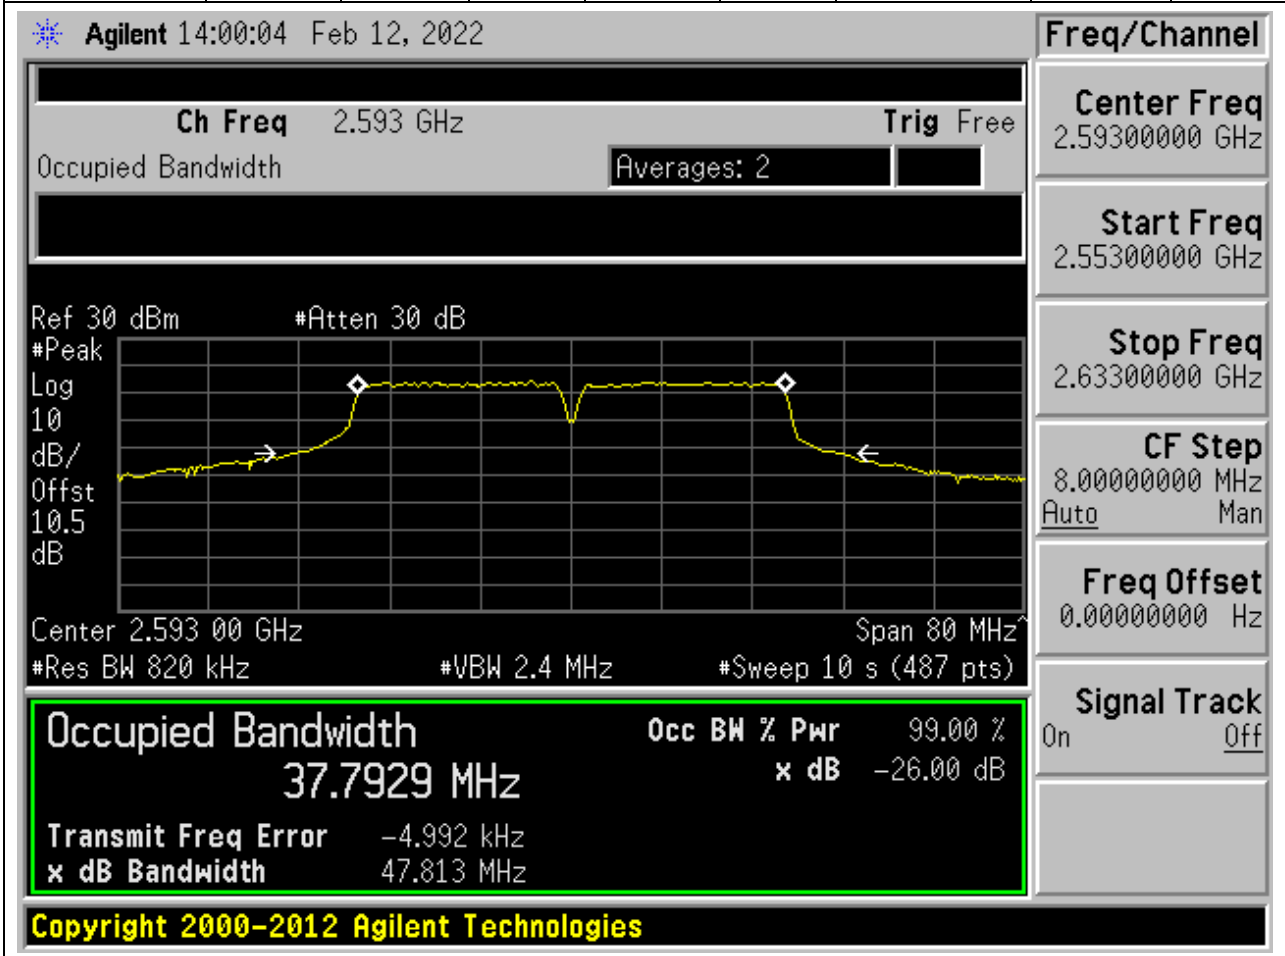 Agilent 14:00:04 Feb 12, 2022
Freq/Channel
Ch Freq 2.593 GHz Trig Free
Occupied Bandwidth Averages: 2
Ref 30 dBm #Atten 30 dB
#Peak
Log
10
dB/
Offst
10.5
dB
Center 2.593 00 GHz Span 80 MHz^
#Res BW 820 kHz #VBW 2.4 MHz #Sweep 10 s (487 pts)
Occupied Bandwidth Occ BW % Pwr 99.00 %
37.7929 MHz x dB -26.00 dB
Transmit Freq Error -4.992 kHz
x dB Bandwidth 47.813 MHz
Copyright 2000-2012 Agilent Technologies
Center Freq
2.59300000 GHz
Start Freq
2.55300000 GHz
Stop Freq
2.63300000 GHz
CF Step
8.00000000 MHz
Auto Man
Freq Offset
0.00000000 Hz
Signal Track
On Off